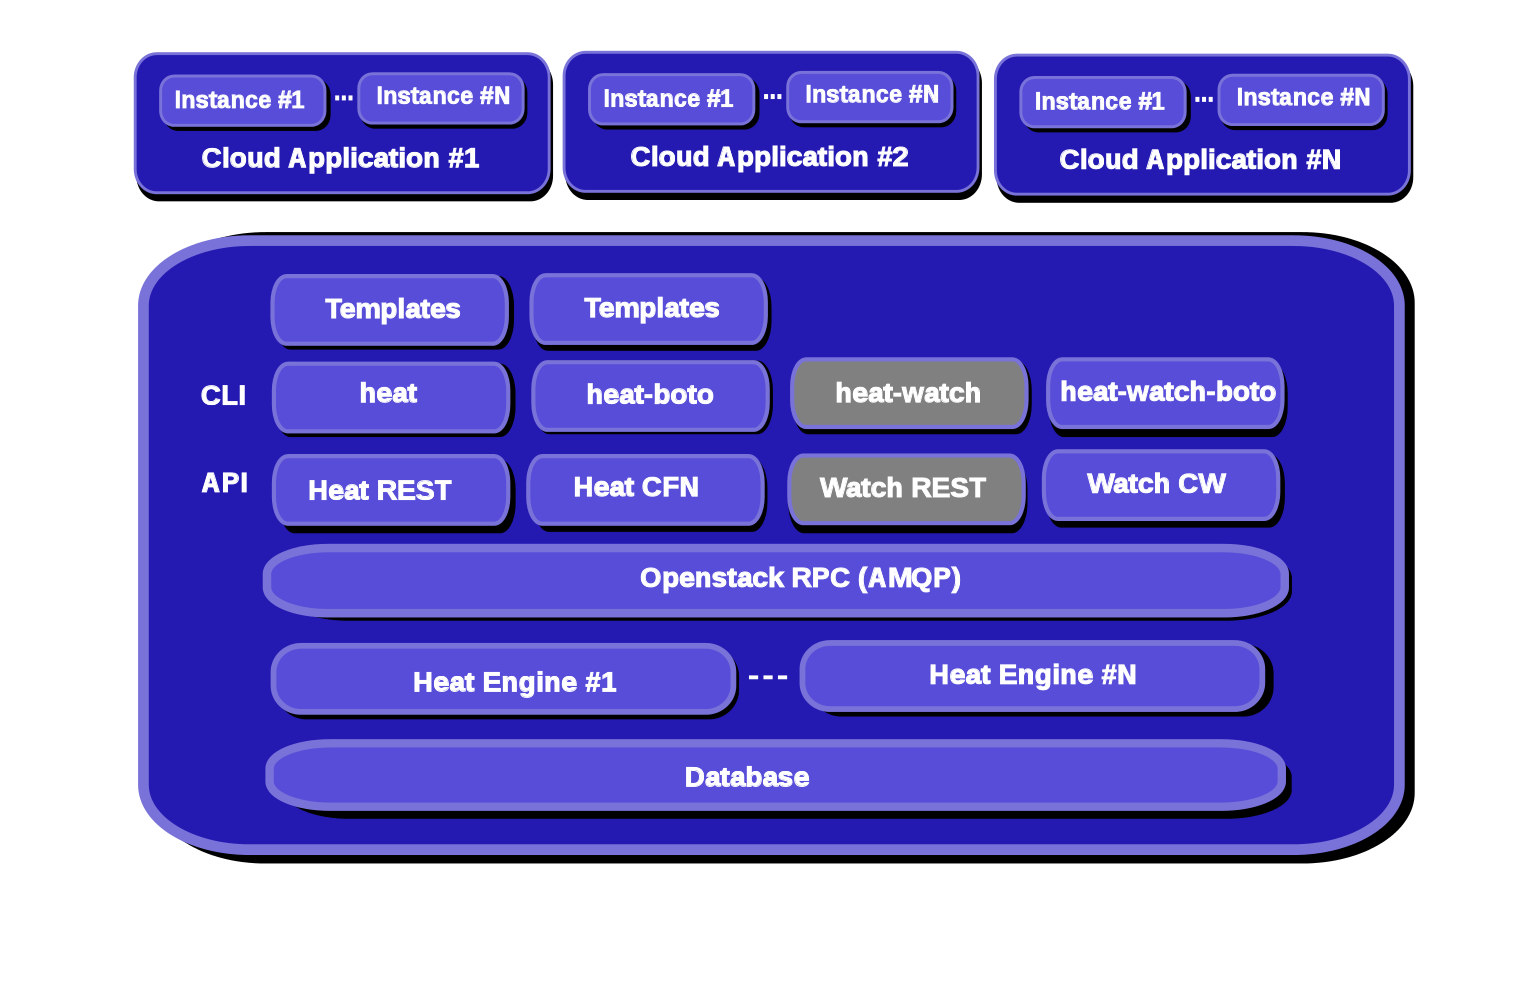 Instance #1 ... Instance #N
Cloud Application #1
Instance #1 ... Instance #N
Cloud Application #2
Instance #1 ... Instance #N
Cloud Application #N
Templates
Templates
CLI
heat
heat-boto
heat-watch
heat-watch-boto
API
Heat REST
Heat CFN
Watch REST
Watch CW
Openstack RPC (AMQP)
Heat Engine #1 --- Heat Engine #N
Database